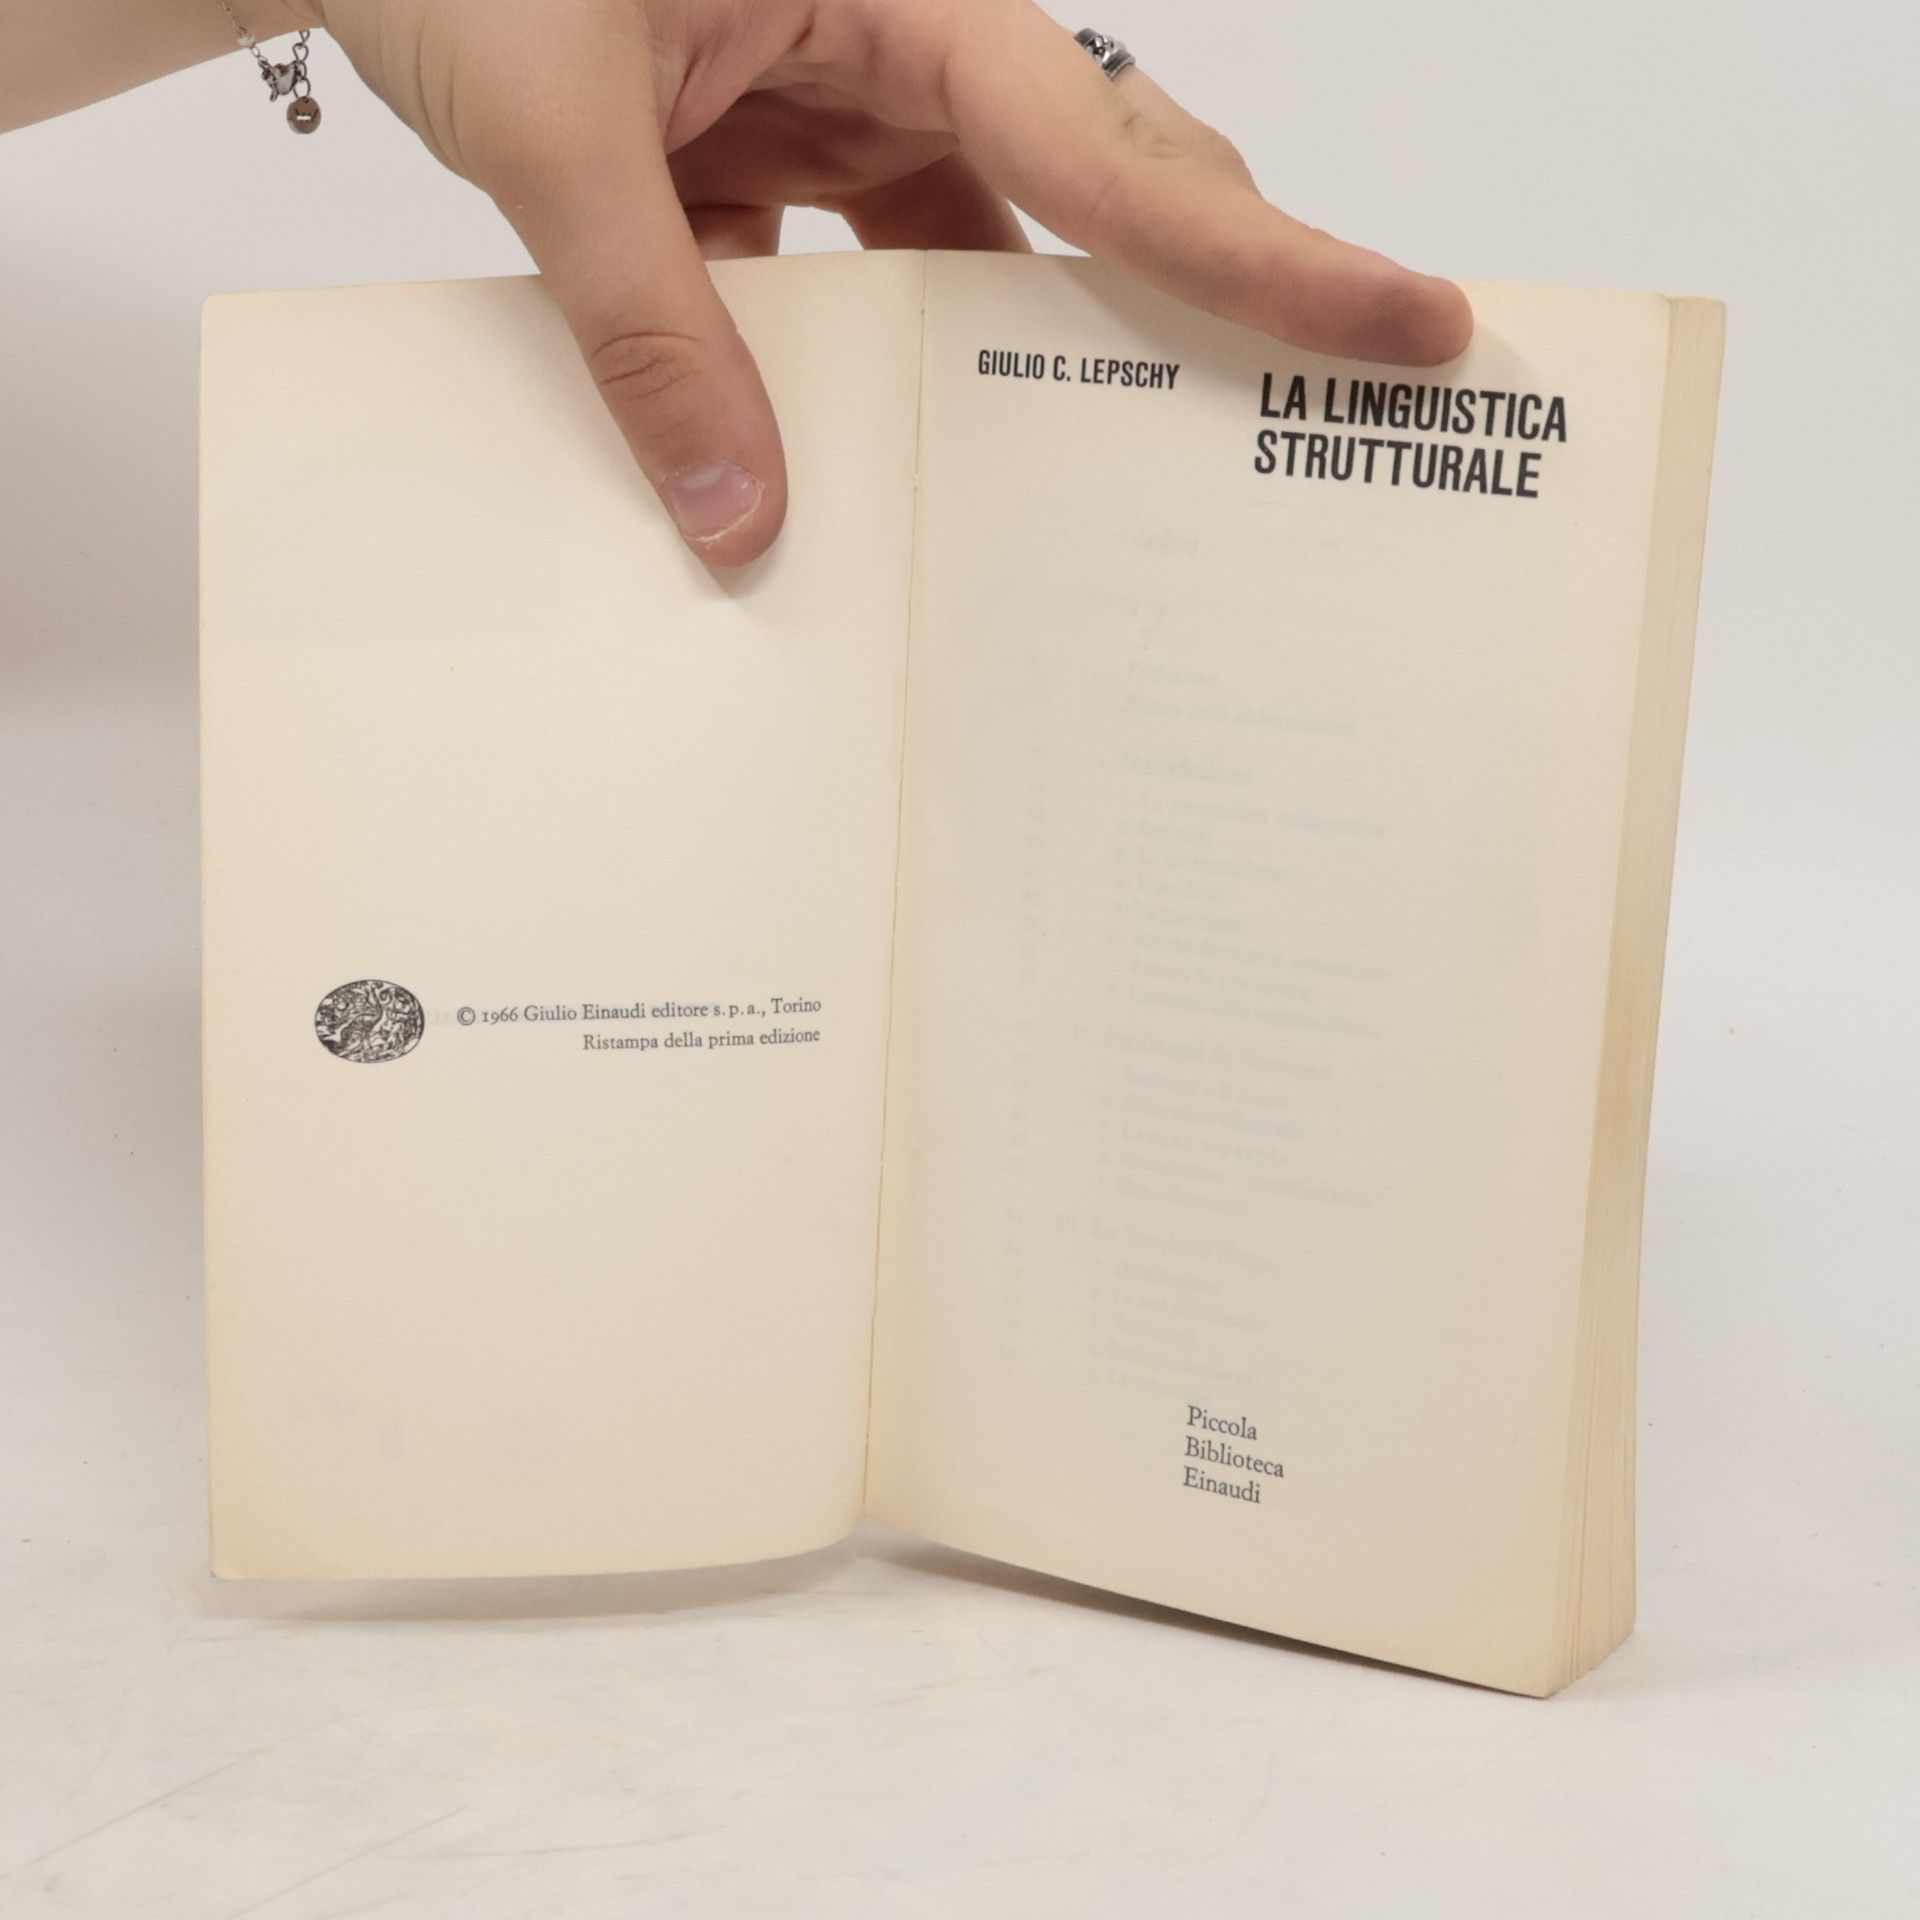 © 1966 Giulio Einaudi editore s.p.a., Torino
Ristampa della prima edizione
GIULIO C. LEPSCHY
LA LINGUISTICA
STRUTTURALE
Piccola
Biblioteca
Einaudi